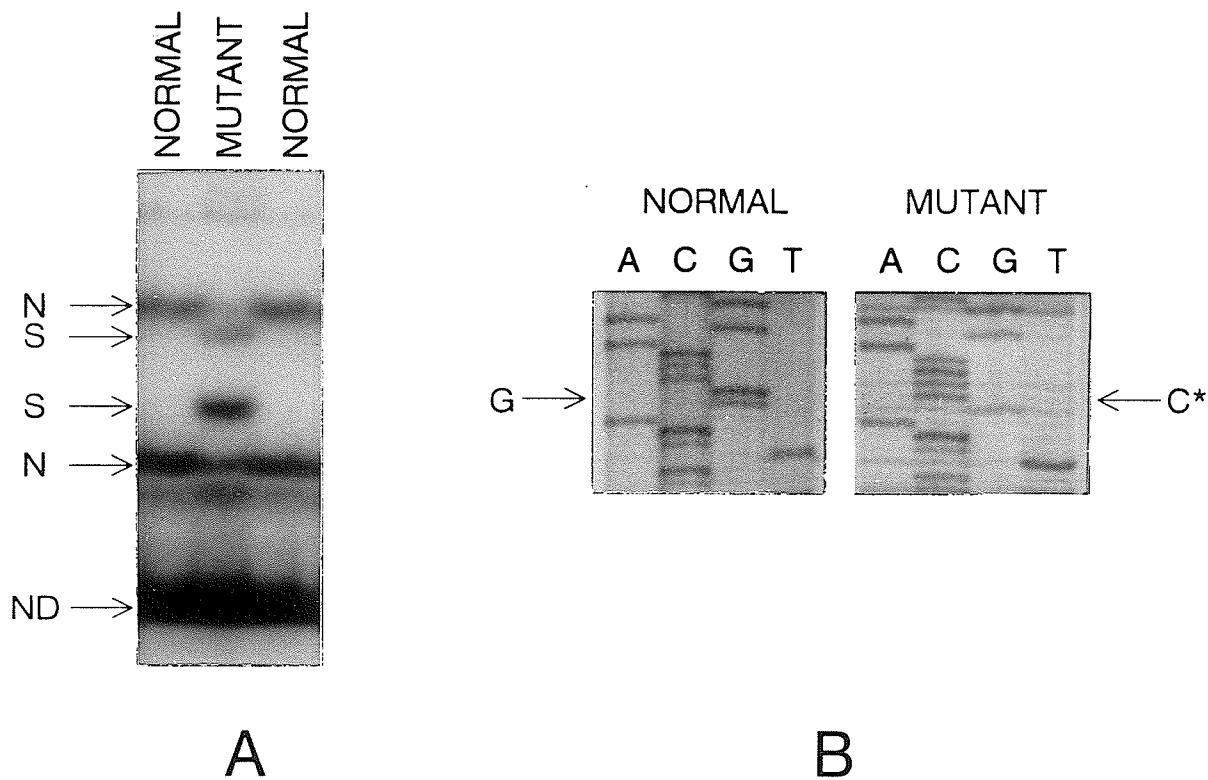 NORMAL
MUTANT
NORMAL
N
S
S
N
ND
A
NORMAL MUTANT
A C G T A C G T
G C*
B